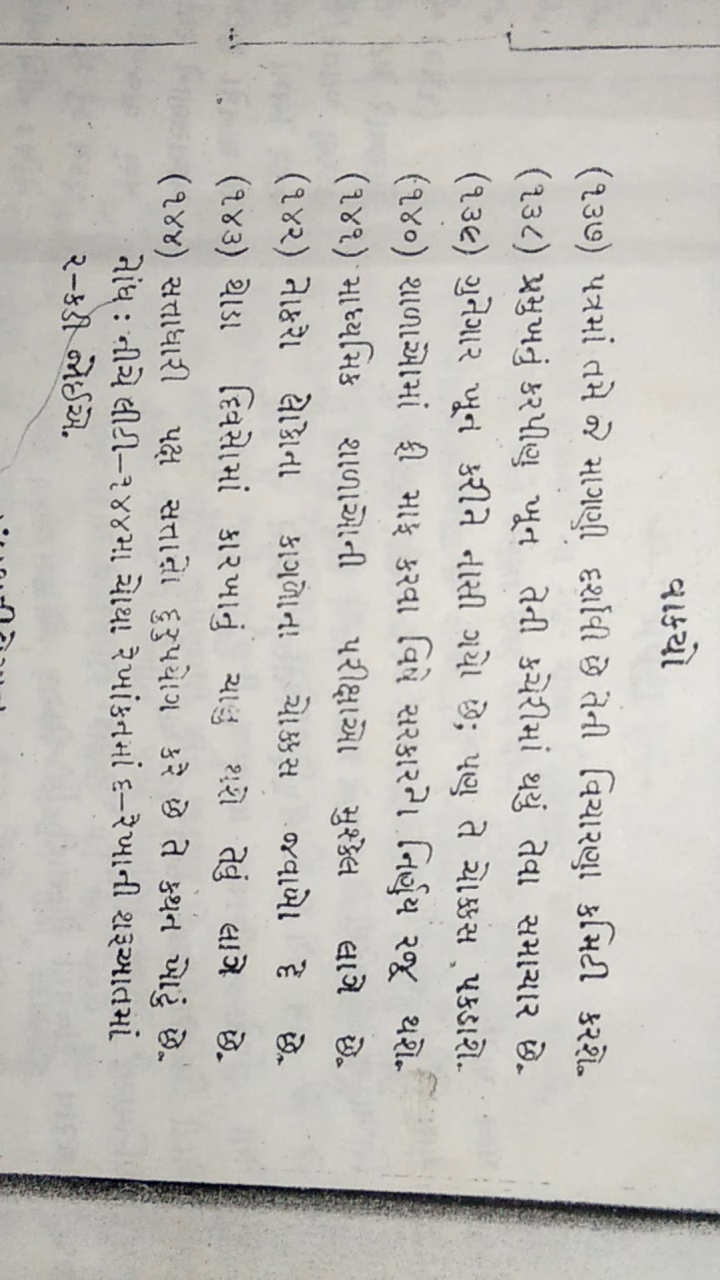 વાક્યો
(૧૩૭) પત્રમાં તમે જે માગણી દર્શાવી છે તેની વિચારણા કમિટી કરશે.
(૧૩૮) પ્રમુખનું કરપીણ ખૂન તેની કચેરીમાં થયું તેવા સમાચાર છે.
(૧૩૯) ગુનેગાર ખૂન કરીને નાસી ગયો છે; પણ તે ચોક્કસ પકડાશે.
(૧૪૦) શાળાઓમાં ફી માફ કરવા વિષે સરકારનો નિર્ણય રજૂ થશે.
(૧૪૧) માધ્યમિક શાળાઓની પરીક્ષાઓ મુશ્કેલ લાગે છે.
(૧૪૨) નોકરો લોકોના કાગળોના ચોક્કસ જવાબો દે છે.
(૧૪૩) થોડા દિવસોમાં કારખાનું ચાલુ થશે તેવું લાગે છે.
(૧૪૪) સત્તાધારી પક્ષ સત્તાનો દુરુપયોગ કરે છે તે કથન ખોટું છે.
નોંધ : નીચે લીટી-૧૪૪મા ચોથા રેખાંકનમાં દ-રેખાની શરૂઆતમાં
ર-કડી જોઈએ.